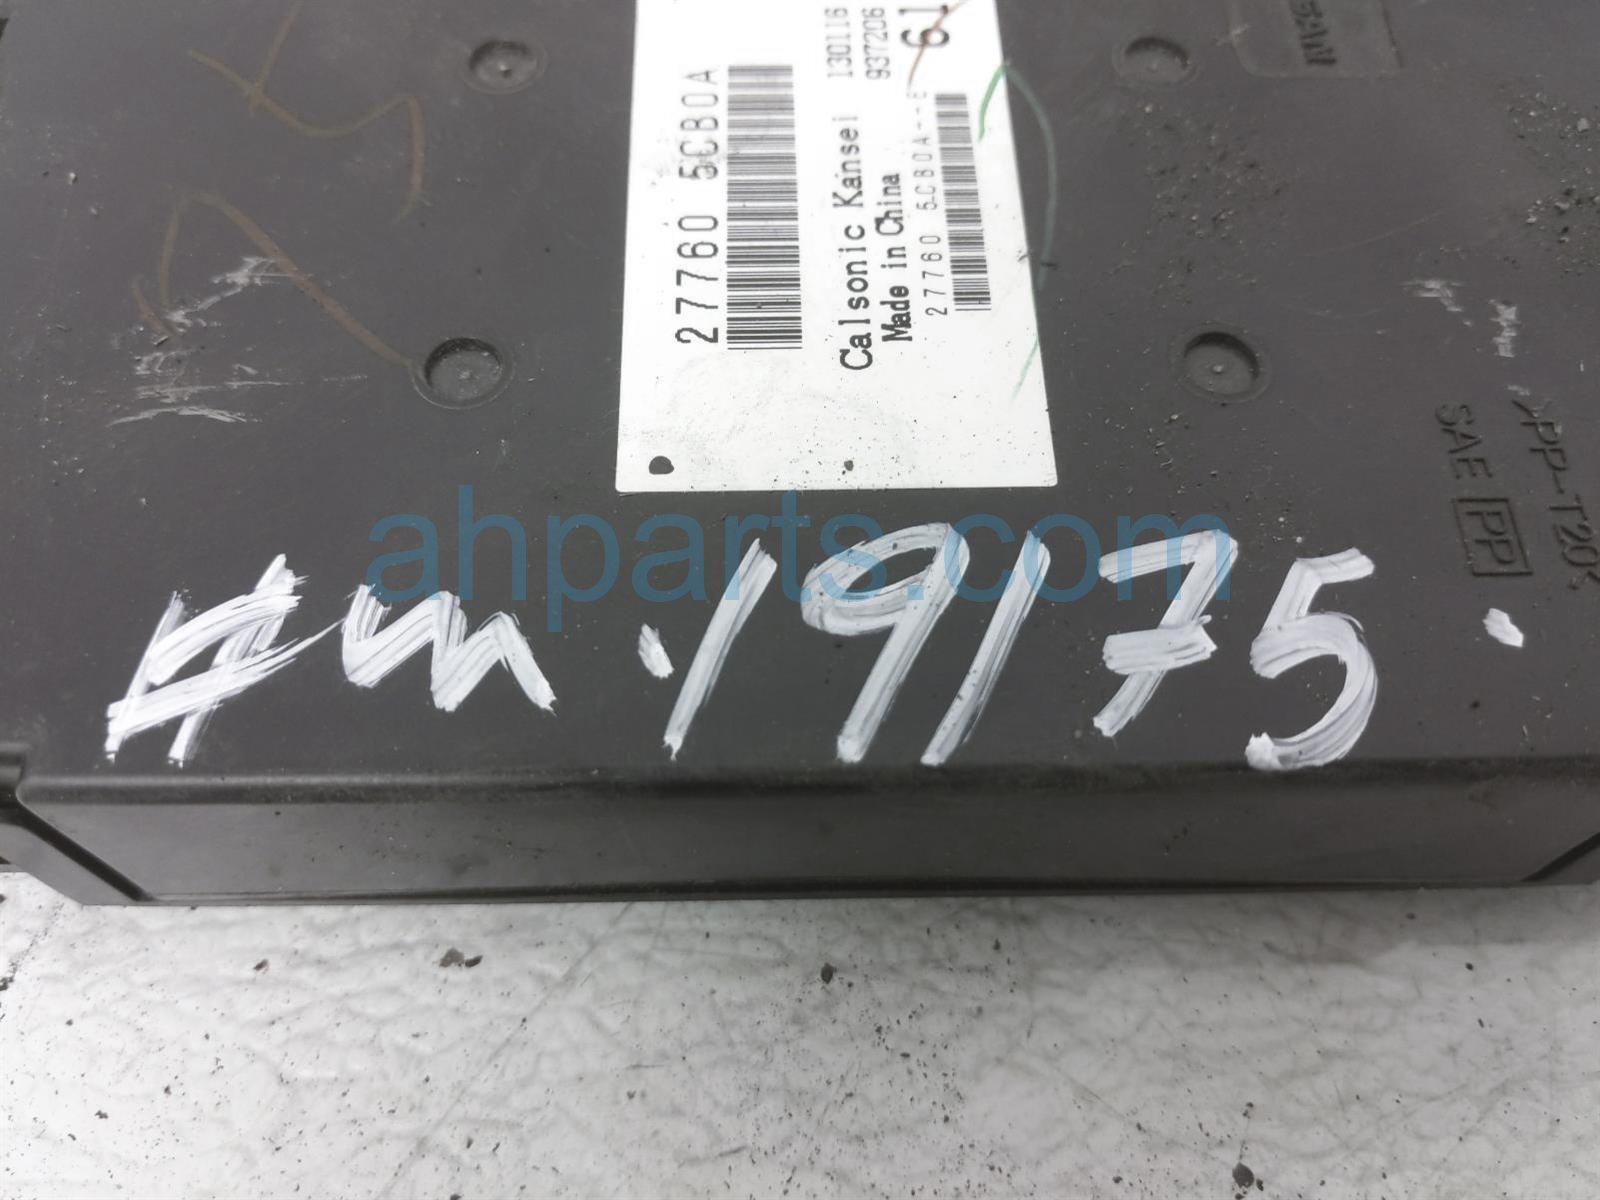 27760 5CB0A
130116
937206
61
Calsonic Kansei
Made in China
27760 5CB0A
ahparts.com
#m.19175.
>PP-T20<
SAE PP